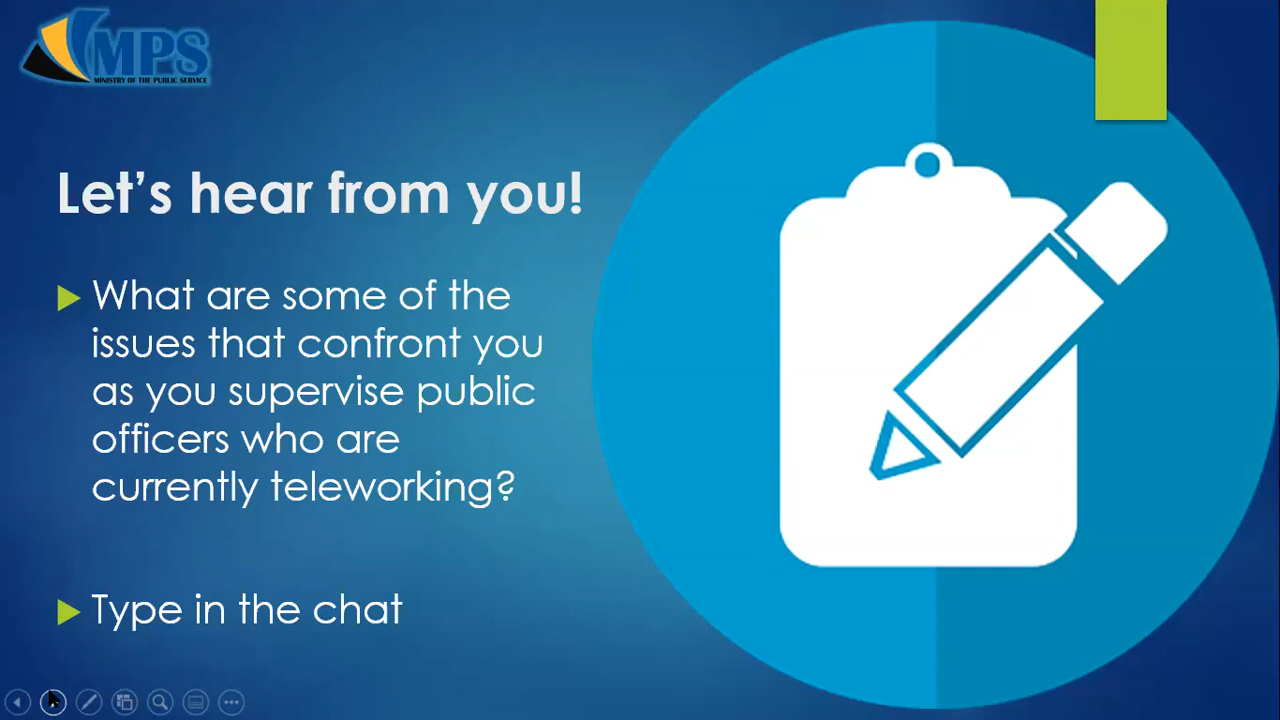 MPS
MINISTRY OF THE PUBLIC SERVICE
Let's hear from you!
What are some of the
issues that confront you
as you supervise public
officers who are
currently teleworking?
Type in the chat